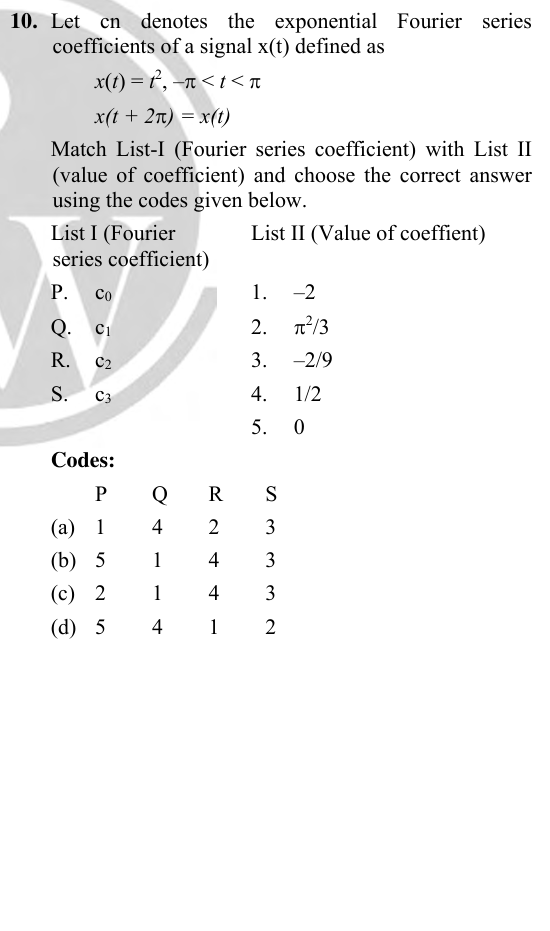 10. Let cn denotes the exponential Fourier series
coefficients of a signal x(t) defined as
x(t) = t², –π < t < π
x(t + 2π) = x(t)
Match List-I (Fourier series coefficient) with List II
(value of coefficient) and choose the correct answer
using the codes given below.
List I (Fourier List II (Value of coeffient)
series coefficient)
P. c₀ 1. –2
Q. c₁ 2. π²/3
R. c₂ 3. –2/9
S. c₃ 4. 1/2
5. 0
Codes:
P Q R S
(a) 1 4 2 3
(b) 5 1 4 3
(c) 2 1 4 3
(d) 5 4 1 2